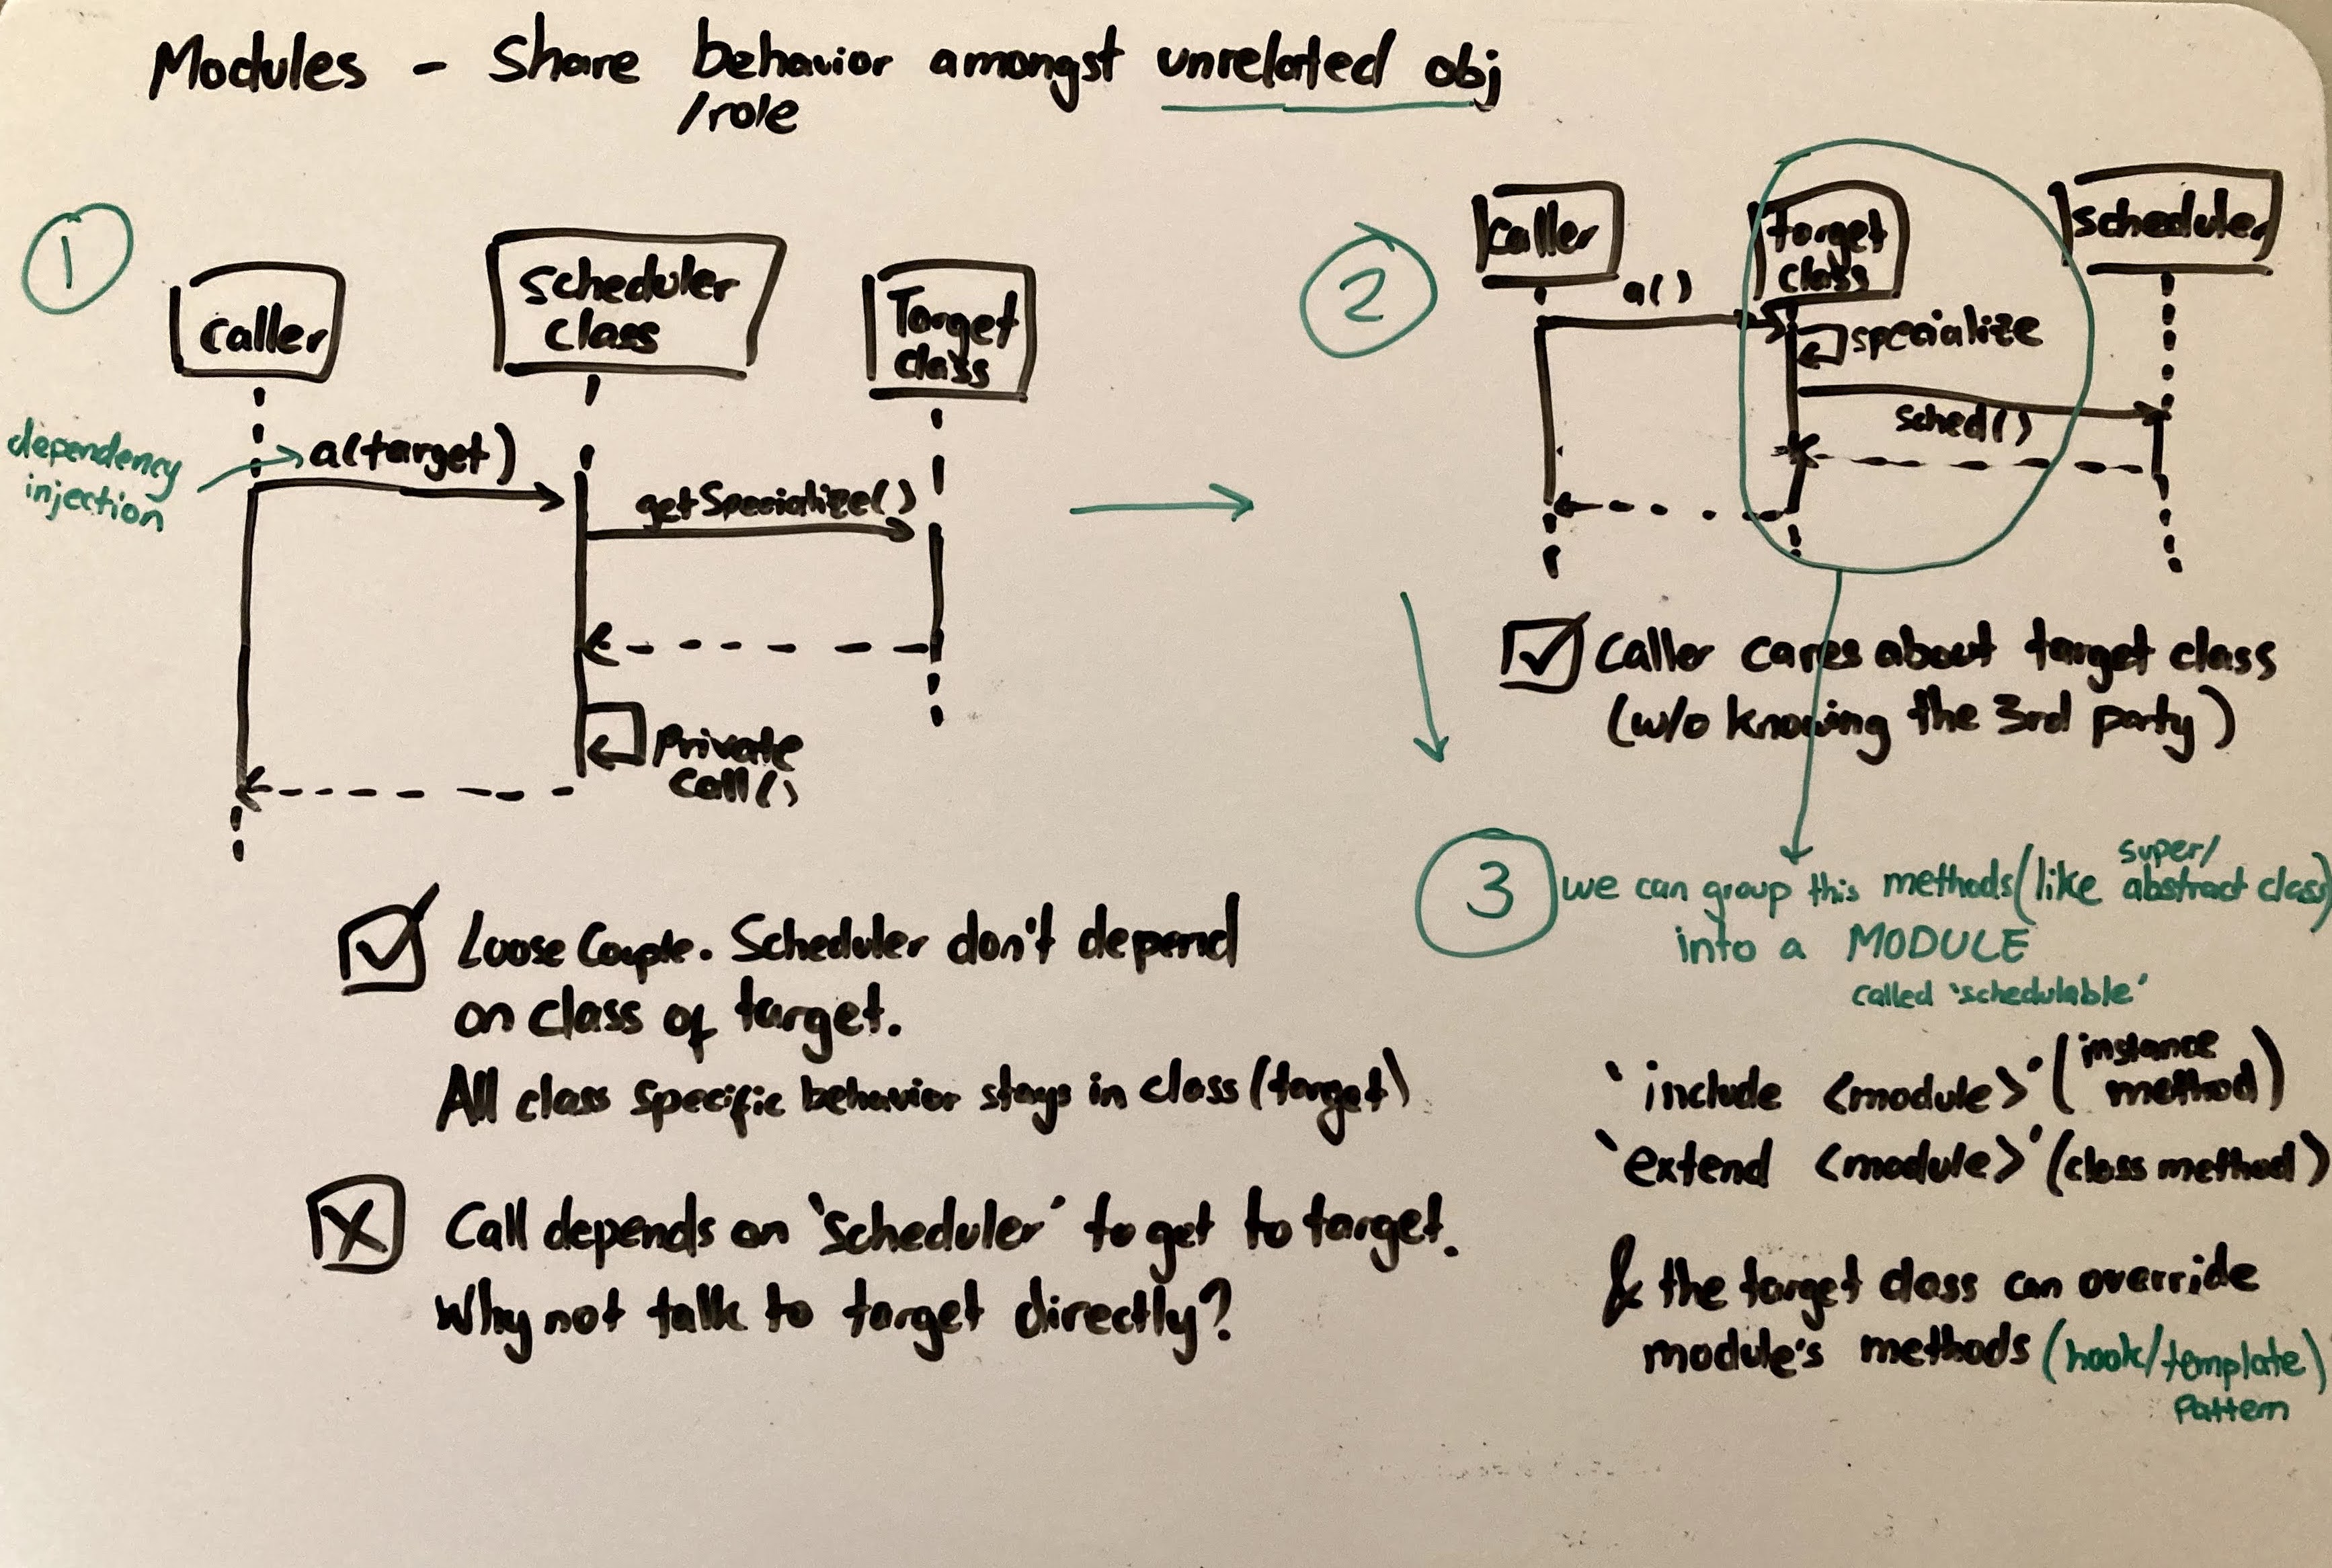 Modules - Share behavior amongst unrelated obj
/role
1
Caller
Scheduler
Class
Target
Class
dependency
injection
a(target)
getSpecialize()
Private
Call()
2
Caller
Target
Class
Scheduler
a()
specialize
sched()
Loose Couple. Scheduler don't depend
on class of target.
All class specific behavior stays in class (target)
X
Call depends on 'Scheduler' to get to target.
Why not talk to target directly?
Caller cares about target class
(w/o knowing the 3rd party)
3
we can group this methods (like super/
abstract class)
into a MODULE
called 'schedulable'
'include <module>' (instance
method)
'extend <module>' (class method)
& the target class can override
module's methods (hook/template)
Pattern